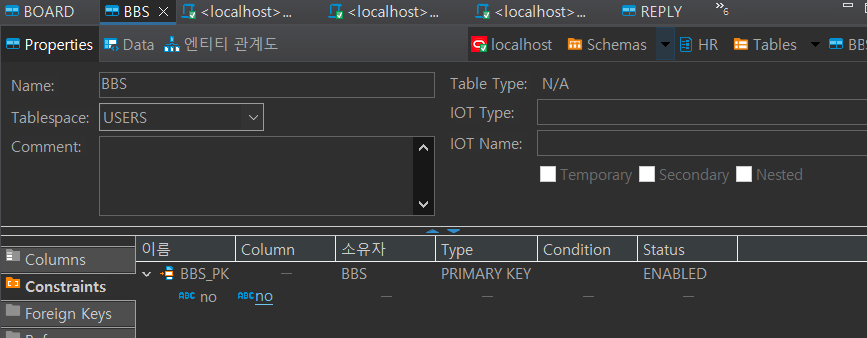 BOARD BBS <localhost>... <localhost>... <localhost>... REPLY »6
Properties Data 엔티티 관계도 localhost Schemas HR Tables BBS
Name: BBS Table Type: N/A
Tablespace: USERS IOT Type:
Comment: IOT Name:
Temporary Secondary Nested
이름 Column 소유자 Type Condition Status
Columns
BBS_PK — BBS PRIMARY KEY ENABLED
Constraints
ABC no ABC no — — — —
Foreign Keys